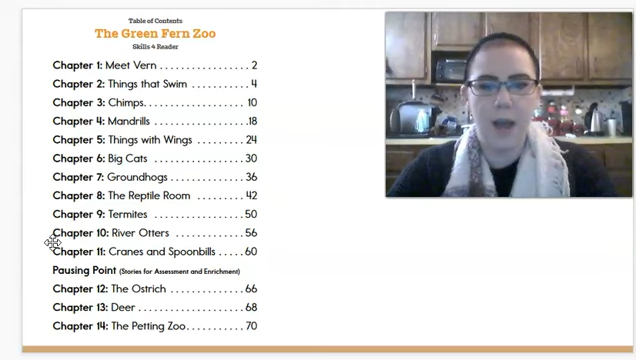 Table of Contents
The Green Fern Zoo
Skills 4 Reader
Chapter 1: Meet Vern . . . . . . . . . . . . . . . . . 2
Chapter 2: Things that Swim . . . . . . . . . . . 4
Chapter 3: Chimps. . . . . . . . . . . . . . . . . . 10
Chapter 4: Mandrills . . . . . . . . . . . . . . . . .18
Chapter 5: Things with Wings . . . . . . . . . 24
Chapter 6: Big Cats . . . . . . . . . . . . . . . . . 30
Chapter 7: Groundhogs . . . . . . . . . . . . . . 36
Chapter 8: The Reptile Room . . . . . . . . . 42
Chapter 9: Termites . . . . . . . . . . . . . . . . 50
Chapter 10: River Otters . . . . . . . . . . . . . 56
Chapter 11: Cranes and Spoonbills . . . . . 60
Pausing Point (Stories for Assessment and Enrichment)
Chapter 12: The Ostrich . . . . . . . . . . . . . 66
Chapter 13: Deer . . . . . . . . . . . . . . . . . . 68
Chapter 14: The Petting Zoo. . . . . . . . . . . 70